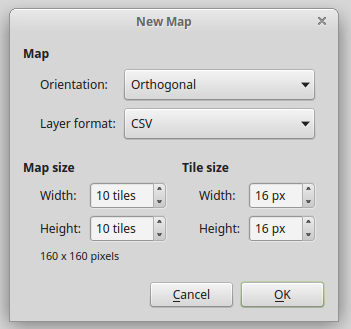 New Map
Map
Orientation: Orthogonal
Layer format: CSV
Map size Tile size
Width: 10 tiles Width: 16 px
Height: 10 tiles Height: 16 px
160 x 160 pixels
Cancel OK